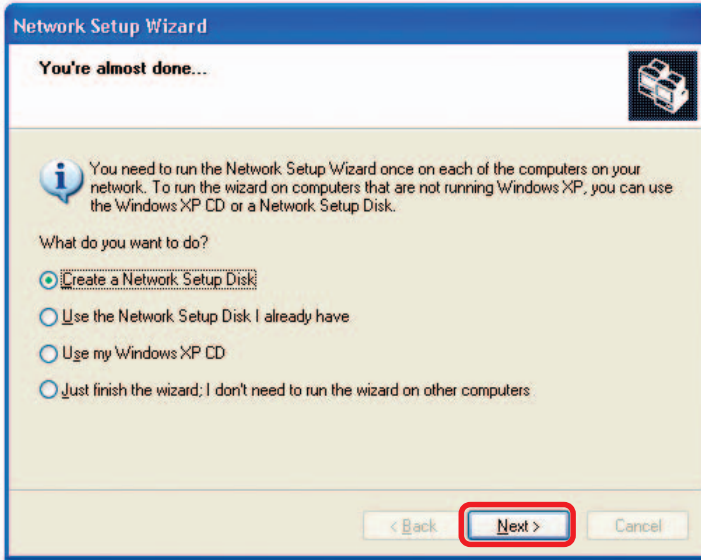 Network Setup Wizard
You're almost done...
You need to run the Network Setup Wizard once on each of the computers on your
network. To run the wizard on computers that are not running Windows XP, you can use
the Windows XP CD or a Network Setup Disk.
What do you want to do?
Create a Network Setup Disk
Use the Network Setup Disk I already have
Use my Windows XP CD
Just finish the wizard; I don't need to run the wizard on other computers
< Back Next > Cancel